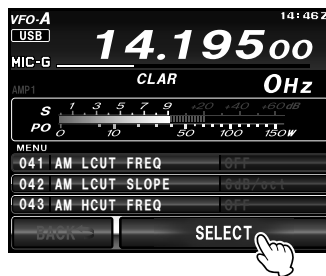 VFO-A 14:46Z
USB 14.19500
MIC-G
CLAR 0Hz
AMP1
S 1 3 5 7 9 +20 +40 +60dB
PO 0 10 50 100 150W
MENU
041 AM LCUT FREQ OFF
042 AM LCUT SLOPE 6dB/oct
043 AM HCUT FREQ OFF
BACK SELECT